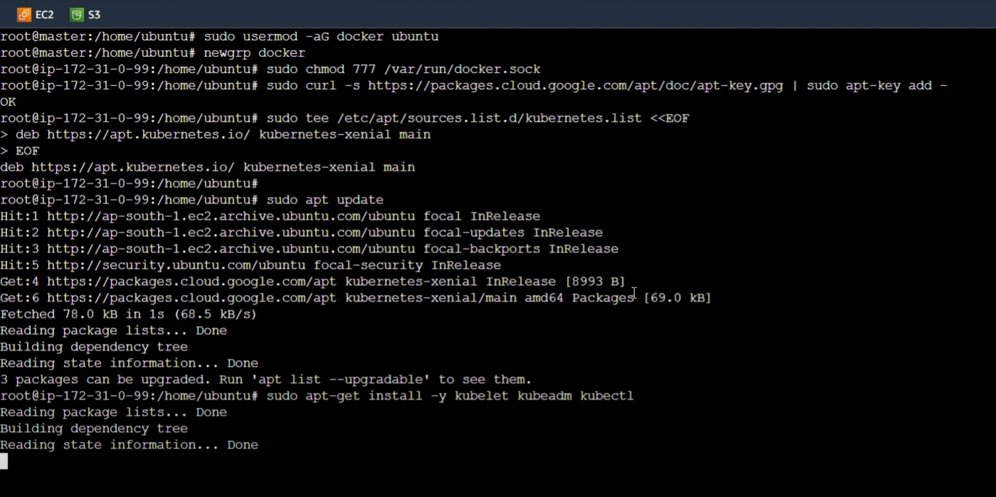 EC2 S3
root@master:/home/ubuntu# sudo usermod -aG docker ubuntu
root@master:/home/ubuntu# newgrp docker
root@ip-172-31-0-99:/home/ubuntu# sudo chmod 777 /var/run/docker.sock
root@ip-172-31-0-99:/home/ubuntu# sudo curl -s https://packages.cloud.google.com/apt/doc/apt-key.gpg | sudo apt-key add -
OK
root@ip-172-31-0-99:/home/ubuntu# sudo tee /etc/apt/sources.list.d/kubernetes.list <<EOF
> deb https://apt.kubernetes.io/ kubernetes-xenial main
> EOF
deb https://apt.kubernetes.io/ kubernetes-xenial main
root@ip-172-31-0-99:/home/ubuntu#
root@ip-172-31-0-99:/home/ubuntu# sudo apt update
Hit:1 http://ap-south-1.ec2.archive.ubuntu.com/ubuntu focal InRelease
Hit:2 http://ap-south-1.ec2.archive.ubuntu.com/ubuntu focal-updates InRelease
Hit:3 http://ap-south-1.ec2.archive.ubuntu.com/ubuntu focal-backports InRelease
Hit:5 http://security.ubuntu.com/ubuntu focal-security InRelease
Get:4 https://packages.cloud.google.com/apt kubernetes-xenial InRelease [8993 B]
Get:6 https://packages.cloud.google.com/apt kubernetes-xenial/main amd64 Packages [69.0 kB]
Fetched 78.0 kB in 1s (68.5 kB/s)
Reading package lists... Done
Building dependency tree
Reading state information... Done
3 packages can be upgraded. Run 'apt list --upgradable' to see them.
root@ip-172-31-0-99:/home/ubuntu# sudo apt-get install -y kubelet kubeadm kubectl
Reading package lists... Done
Building dependency tree
Reading state information... Done